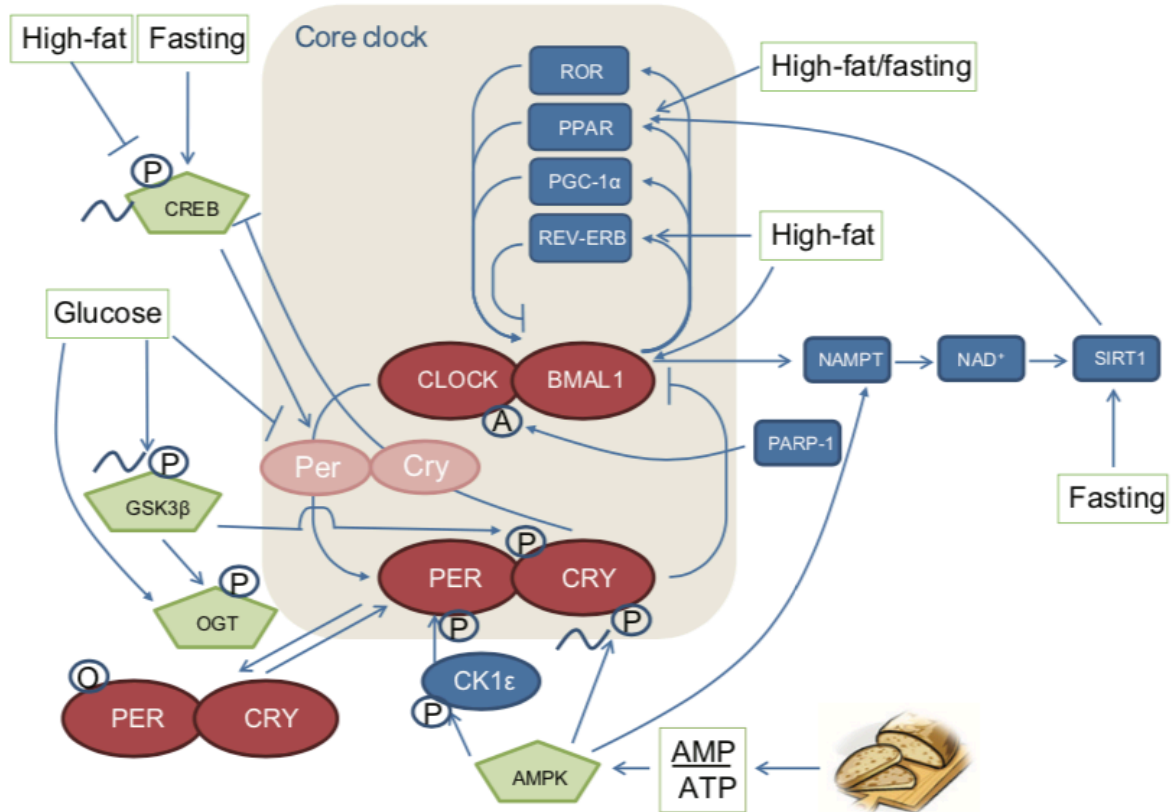 High-fat
Fasting
Core clock
ROR
High-fat/fasting
PPAR
P
PGC-1α
CREB
REV-ERB
High-fat
Glucose
CLOCK
BMAL1
NAMPT
NAD⁺
SIRT1
A
PARP-1
Per
Cry
P
GSK3β
Fasting
P
PER
CRY
P
OGT
P
P
O
CK1ε
PER
CRY
P
AMP
ATP
AMPK